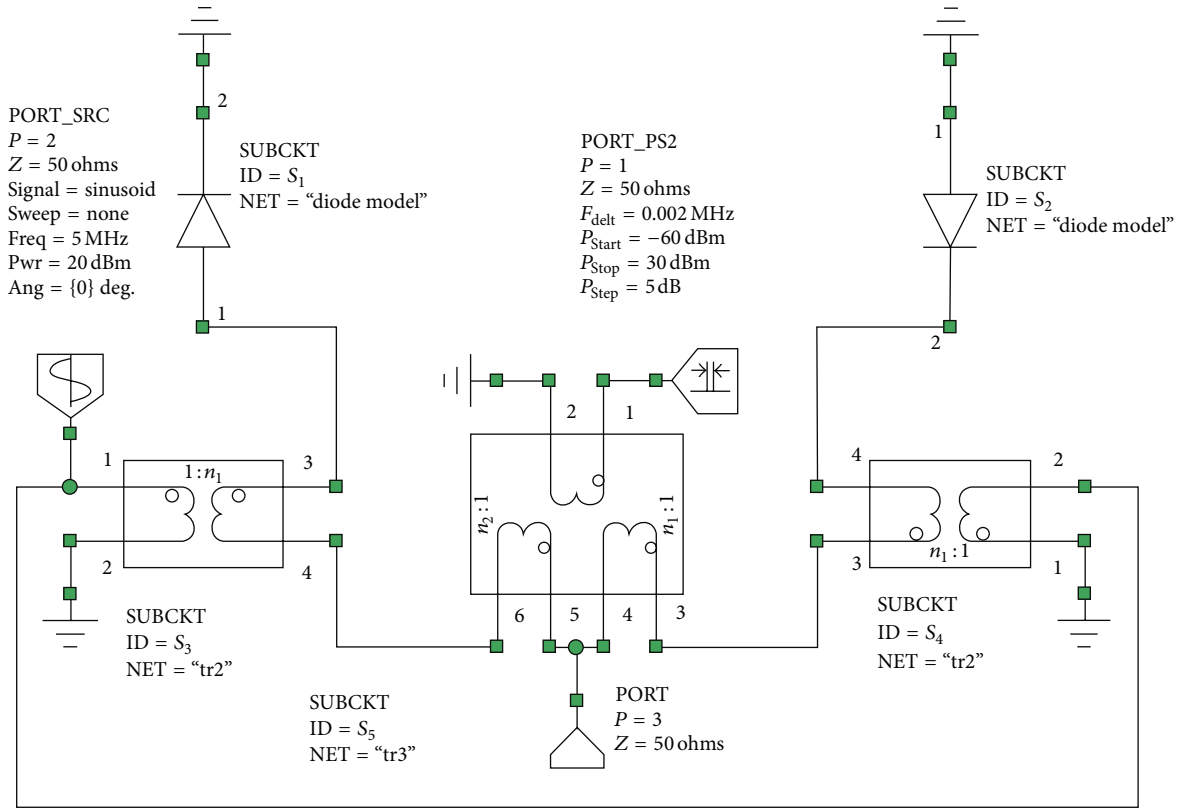 PORT_SRC
P = 2
Z = 50 ohms
Signal = sinusoid
Sweep = none
Freq = 5 MHz
Pwr = 20 dBm
Ang = {0} deg.
2
SUBCKT
ID = S1
NET = “diode model”
1
PORT_PS2
P = 1
Z = 50 ohms
Fdelt = 0.002 MHz
PStart = −60 dBm
PStop = 30 dBm
PStep = 5 dB
1
SUBCKT
ID = S2
NET = “diode model”
2
1
1:n1
3
2
4
SUBCKT
ID = S3
NET = “tr2”
2
1
n2:1
n1:1
6
5
4
3
SUBCKT
ID = S5
NET = “tr3”
PORT
P = 3
Z = 50 ohms
4
2
n1:1
3
1
SUBCKT
ID = S4
NET = “tr2”